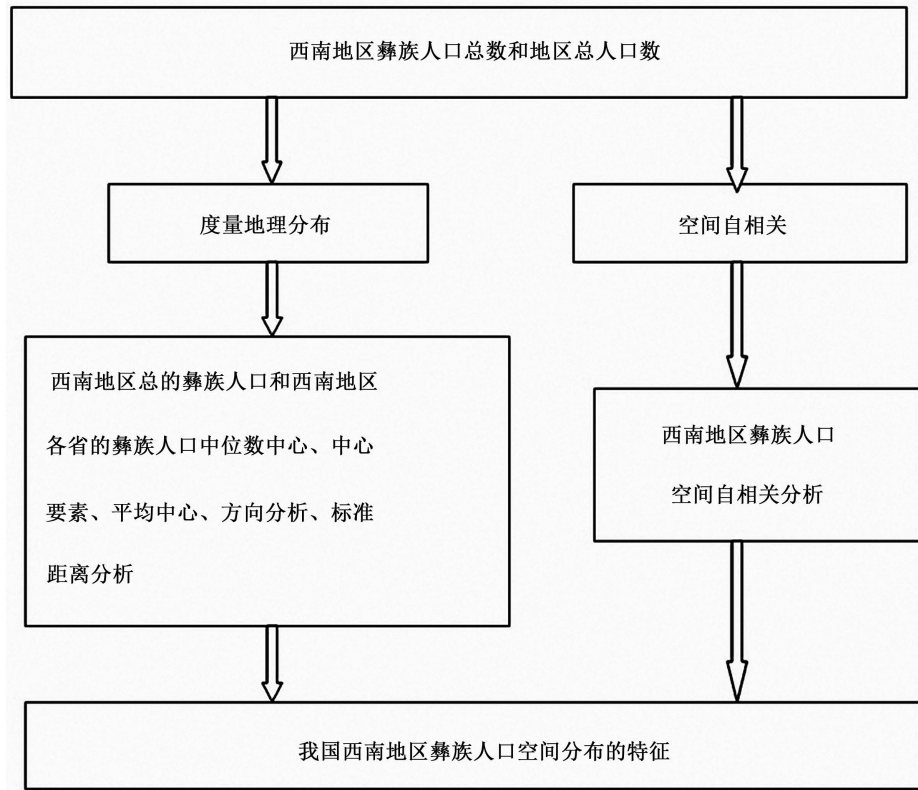 西南地区彝族人口总数和地区总人口数
度量地理分布
空间自相关
西南地区总的彝族人口和西南地区
各省的彝族人口中位数中心、中心
要素、平均中心、方向分析、标准
距离分析
西南地区彝族人口
空间自相关分析
我国西南地区彝族人口空间分布的特征